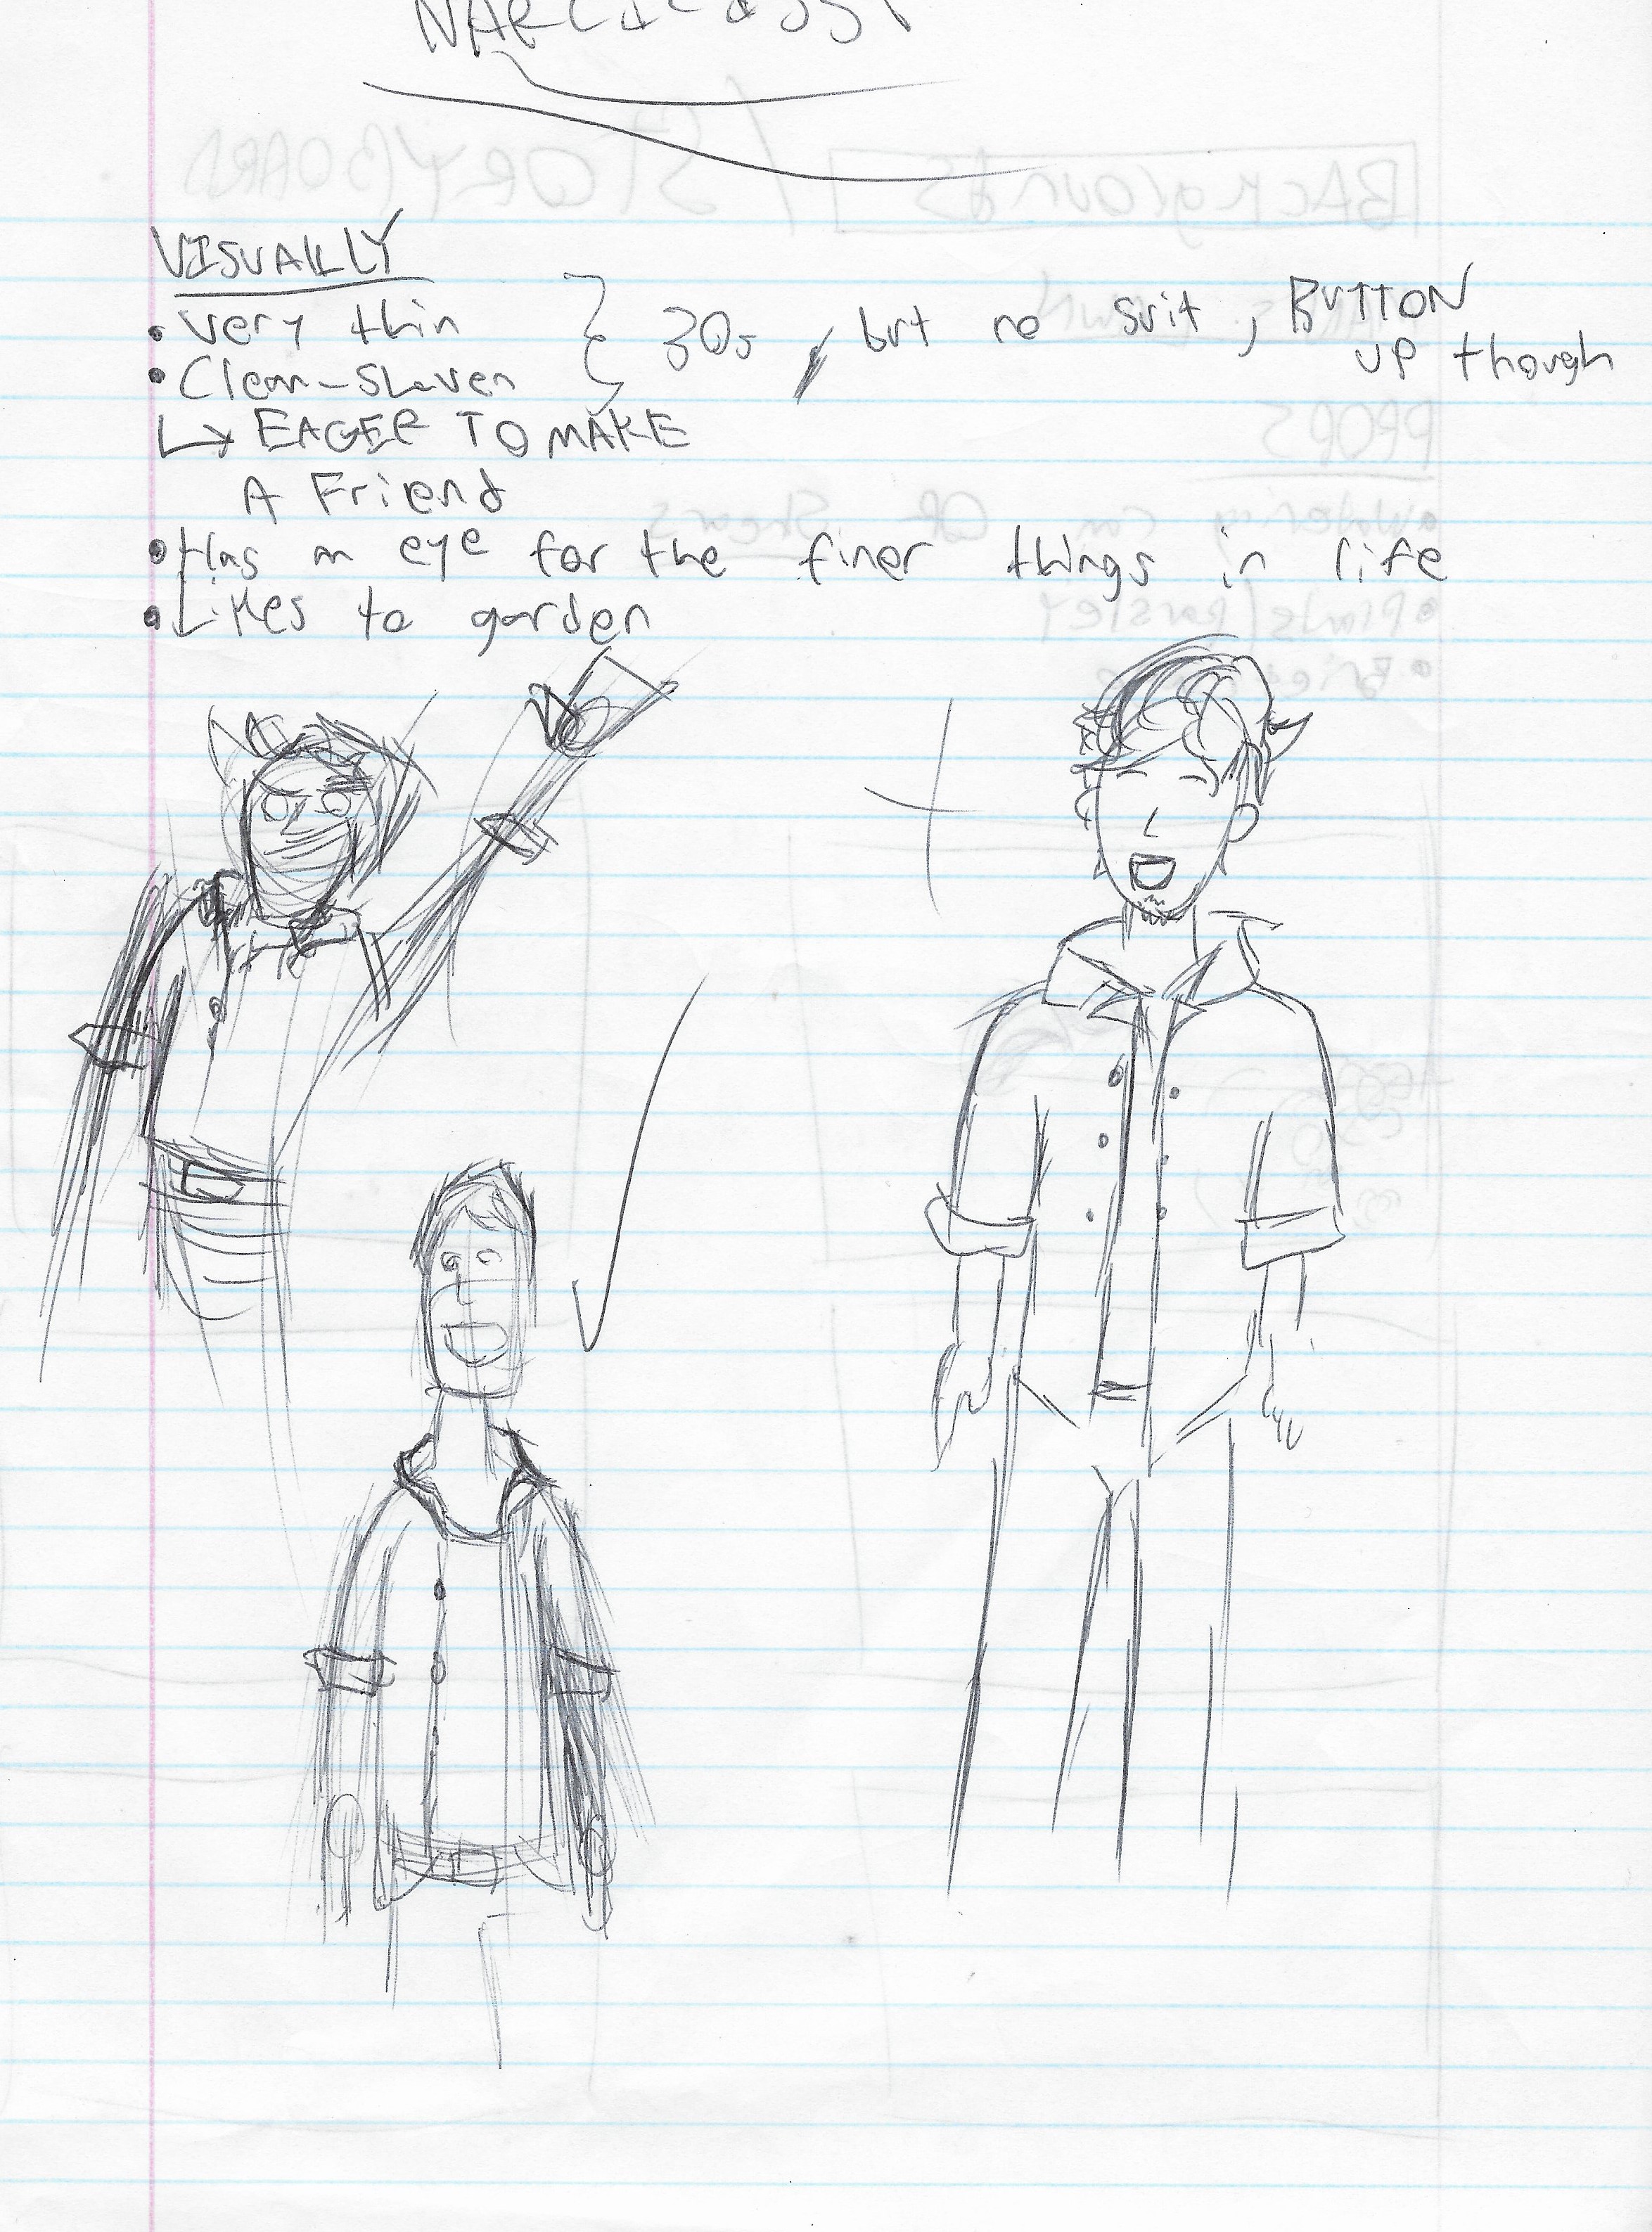 VISUALLY
• very thin } 30s, but no suit, BUTTON
UP though
• Clean-Shaven
↳ EAGER TO MAKE
A Friend
• Has an eye for the finer things in life
• Likes to garden